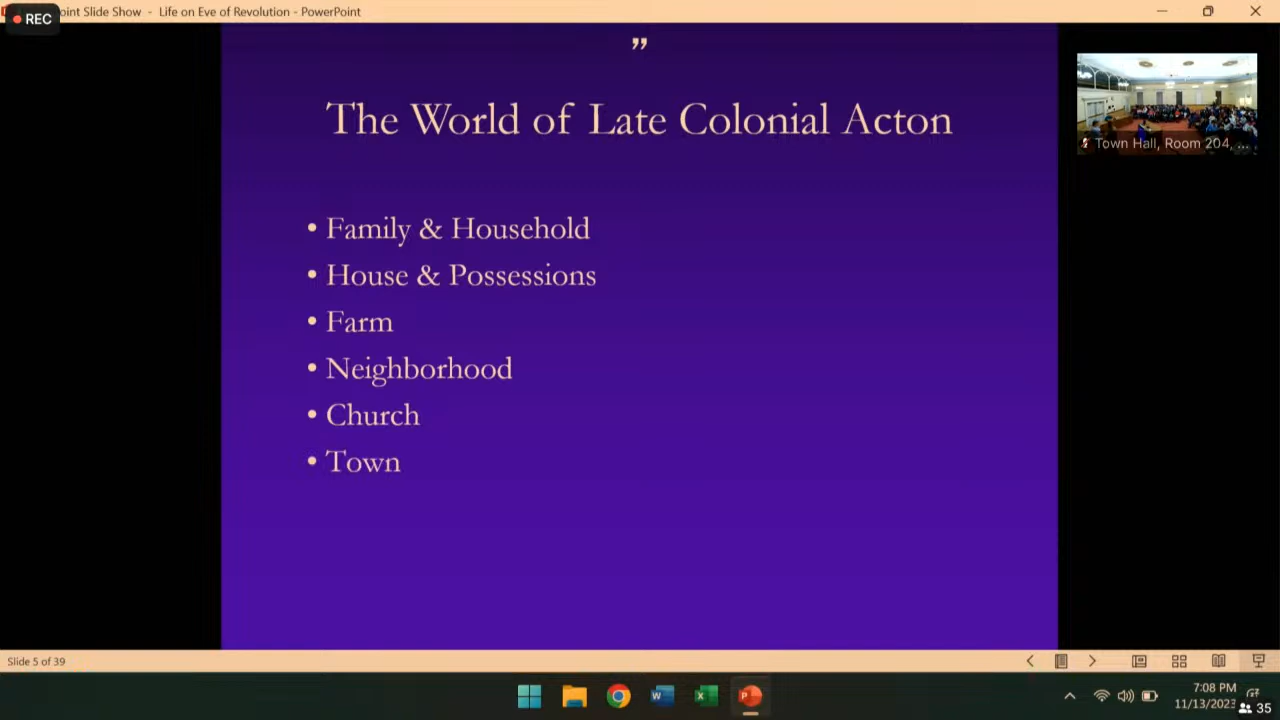 REC
oint Slide Show - Life on Eve of Revolution - PowerPoint
”
The World of Late Colonial Acton
• Family & Household
• House & Possessions
• Farm
• Neighborhood
• Church
• Town
Town Hall, Room 204, ...
Slide 5 of 39
7:08 PM
11/13/2023
35